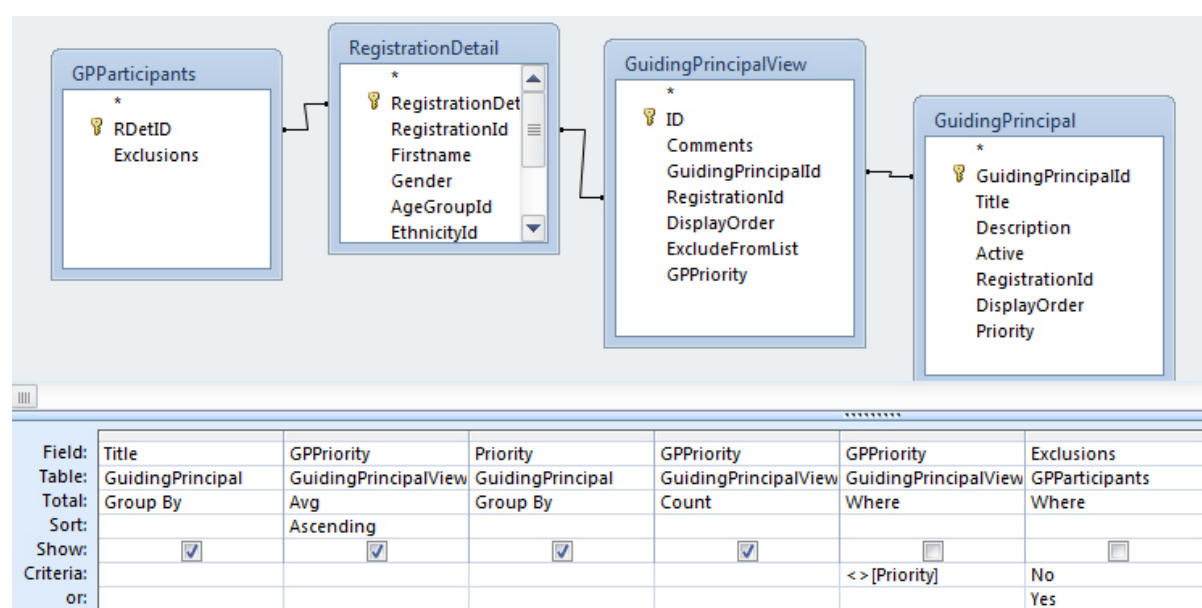 GPParticipants
*
RDetID
Exclusions
RegistrationDetail
*
RegistrationDet
RegistrationId
Firstname
Gender
AgeGroupId
EthnicityId
GuidingPrincipalView
*
ID
Comments
GuidingPrincipalId
RegistrationId
DisplayOrder
ExcludeFromList
GPPriority
GuidingPrincipal
*
GuidingPrincipalId
Title
Description
Active
RegistrationId
DisplayOrder
Priority
Field: Title GPPriority Priority GPPriority GPPriority Exclusions
Table: GuidingPrincipal GuidingPrincipalView GuidingPrincipal GuidingPrincipalView GuidingPrincipalView GPParticipants
Total: Group By Avg Group By Count Where Where
Sort: Ascending
Show:
Criteria: <>[Priority] No
or: Yes